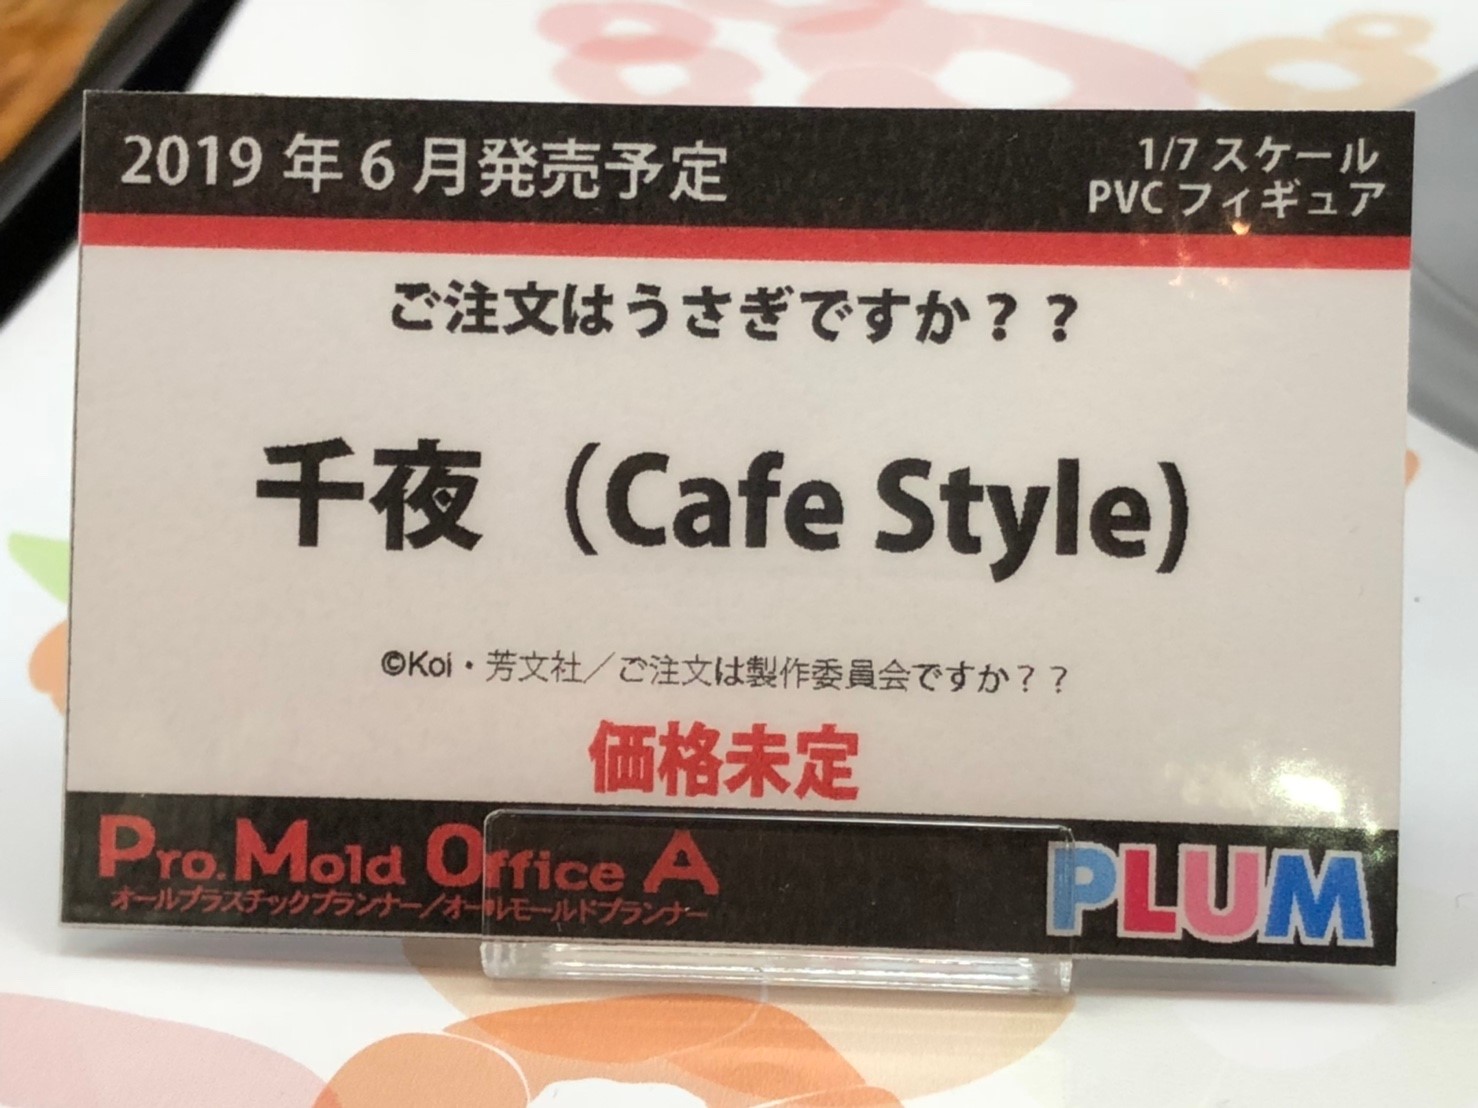 2019 年 6 月発売予定
1/7 スケール
PVC フィギュア
ご注文はうさぎですか？？
千夜（Cafe Style）
©Koi・芳文社／ご注文は製作委員会ですか？？
価格未定
Pro. Mold Office A
オールプラスチックプランナー/オールモールドプランナー
PLUM